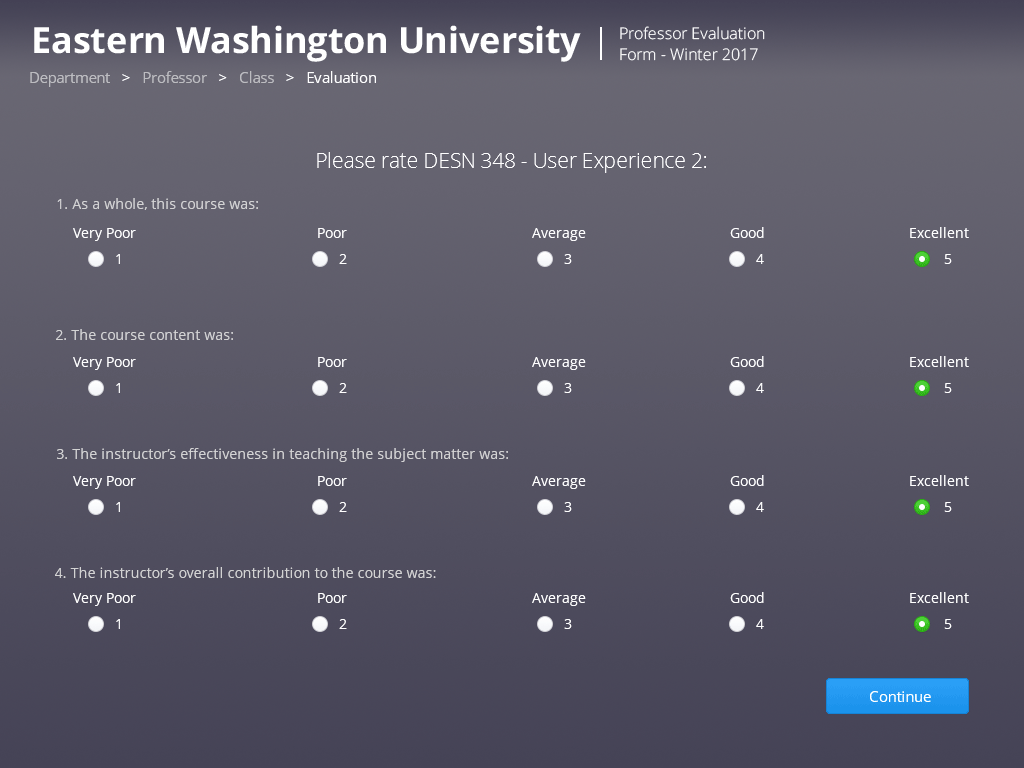 Eastern Washington University
Professor Evaluation
Form - Winter 2017
Department > Professor > Class > Evaluation
Please rate DESN 348 - User Experience 2:
1. As a whole, this course was:
Very Poor Poor Average Good Excellent
1 2 3 4 5
2. The course content was:
Very Poor Poor Average Good Excellent
1 2 3 4 5
3. The instructor’s effectiveness in teaching the subject matter was:
Very Poor Poor Average Good Excellent
1 2 3 4 5
4. The instructor’s overall contribution to the course was:
Very Poor Poor Average Good Excellent
1 2 3 4 5
Continue